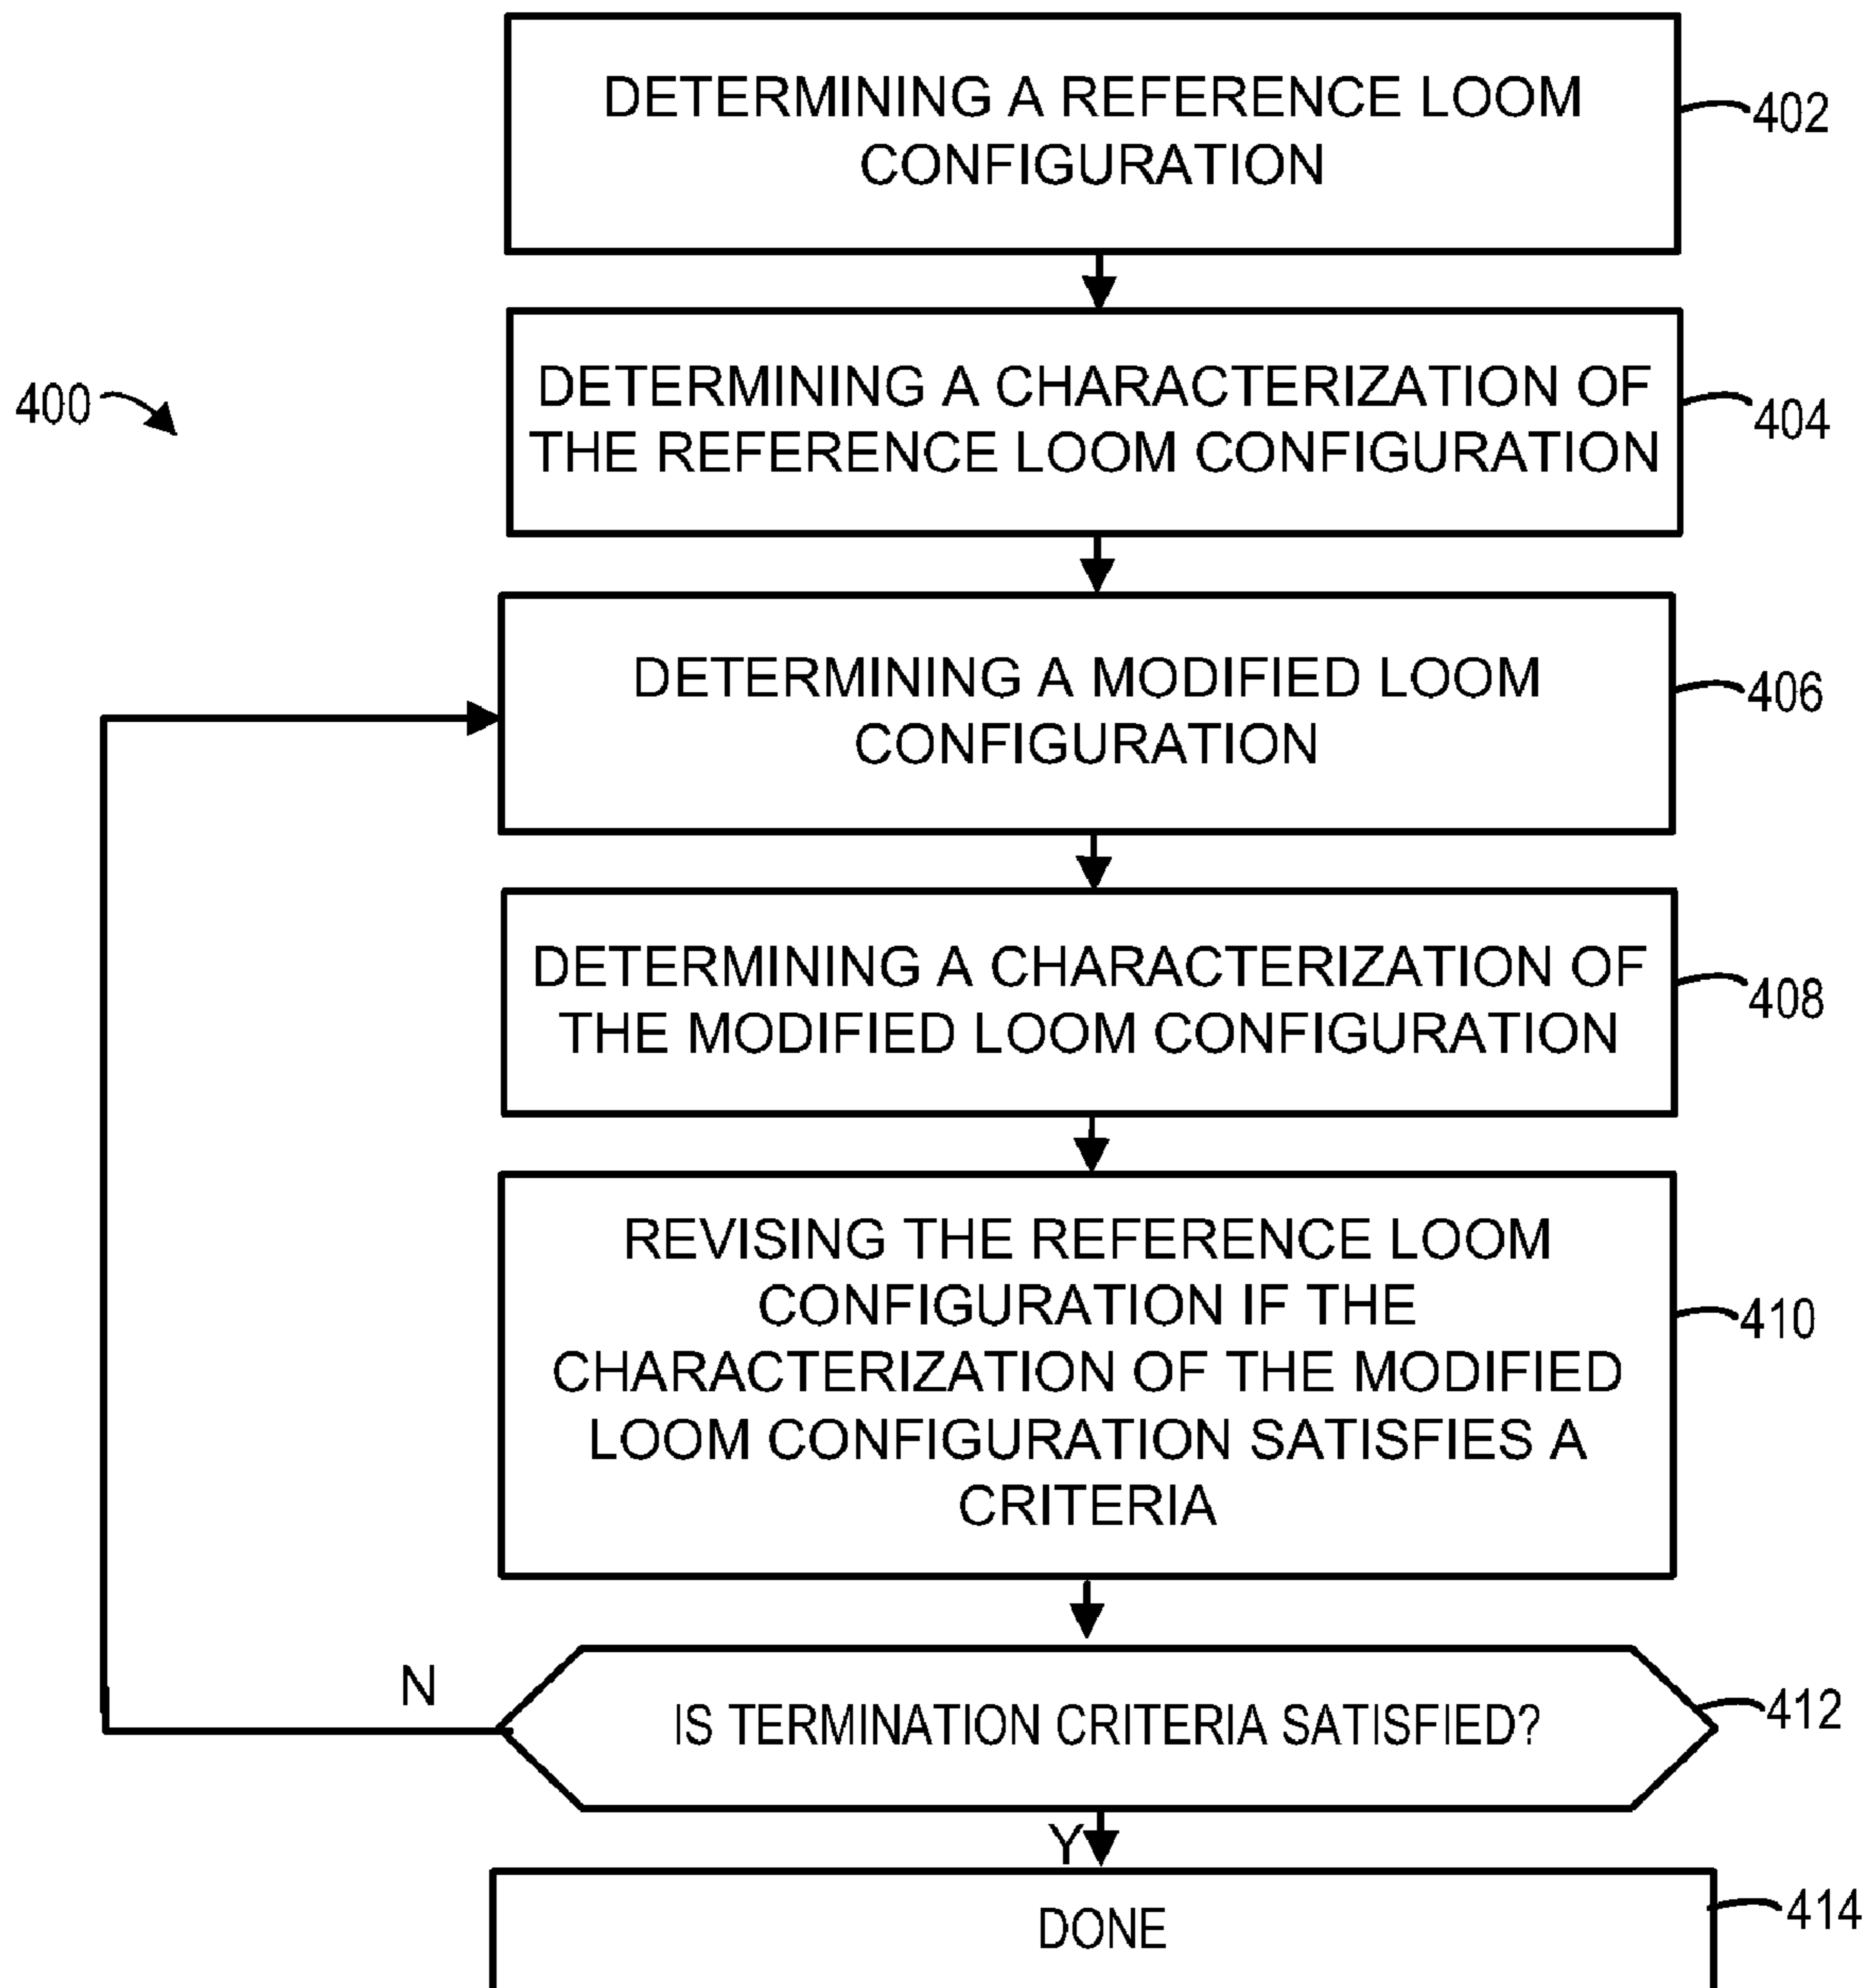 DETERMINING A REFERENCE LOOM
CONFIGURATION
402
400
DETERMINING A CHARACTERIZATION OF
THE REFERENCE LOOM CONFIGURATION
404
DETERMINING A MODIFIED LOOM
CONFIGURATION
406
DETERMINING A CHARACTERIZATION OF
THE MODIFIED LOOM CONFIGURATION
408
REVISING THE REFERENCE LOOM
CONFIGURATION IF THE
CHARACTERIZATION OF THE MODIFIED
LOOM CONFIGURATION SATISFIES A
CRITERIA
410
N
IS TERMINATION CRITERIA SATISFIED?
412
Y
DONE
414